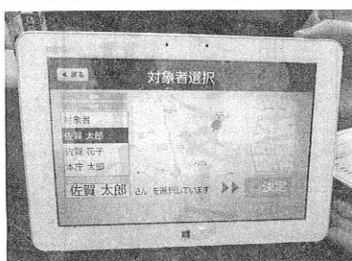 ◀ 戻る
対象者選択
対象者
佐賀 太郎
佐賀 花子
本庄 太郎
佐賀 太郎 さん を選択しています ▶▶ 決定